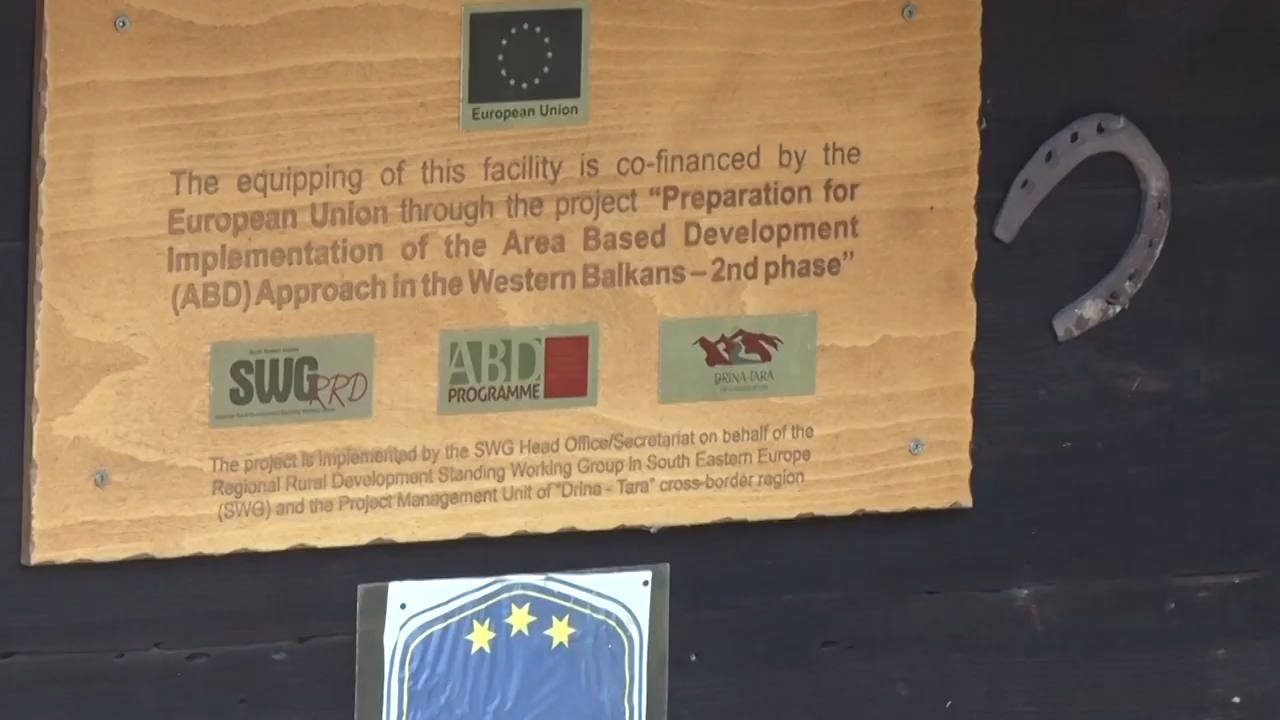 European Union
The equipping of this facility is co-financed by the
European Union through the project “Preparation for
Implementation of the Area Based Development
(ABD) Approach in the Western Balkans – 2nd phase”
SWG RRD
ABD
PROGRAMME
DRINA-TARA
The project is implemented by the SWG Head Office/Secretariat on behalf of the
Regional Rural Development Standing Working Group in South Eastern Europe
(SWG) and the Project Management Unit of "Drina - Tara" cross-border region